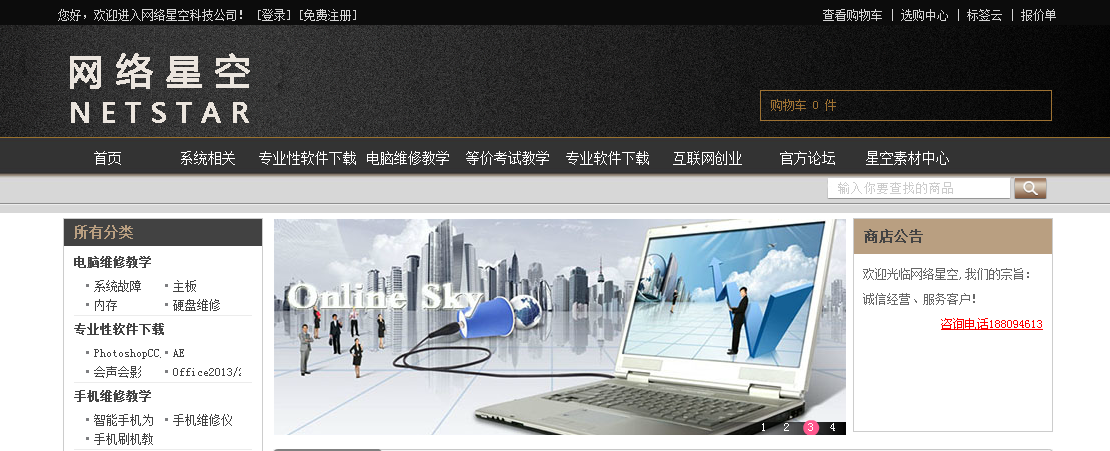 您好，欢迎进入网络星空科技公司！ [登录] [免费注册]
查看购物车 | 选购中心 | 标签云 | 报价单
网络星空
NETSTAR
购物车 0 件
首页 系统相关 专业性软件下载 电脑维修教学 等价考试教学 专业软件下载 互联网创业 官方论坛 星空素材中心
输入你要查找的商品
所有分类
电脑维修教学
系统故障 主板
内存 硬盘维修
专业性软件下载
PhotoshopCC. AE
会声会影 Office2013/2
手机维修教学
智能手机为 手机维修仪
手机刷机教
Online Sky
1 2 3 4
商店公告
欢迎光临网络星空,我们的宗旨：
诚信经营、服务客户!
咨询电话188094613